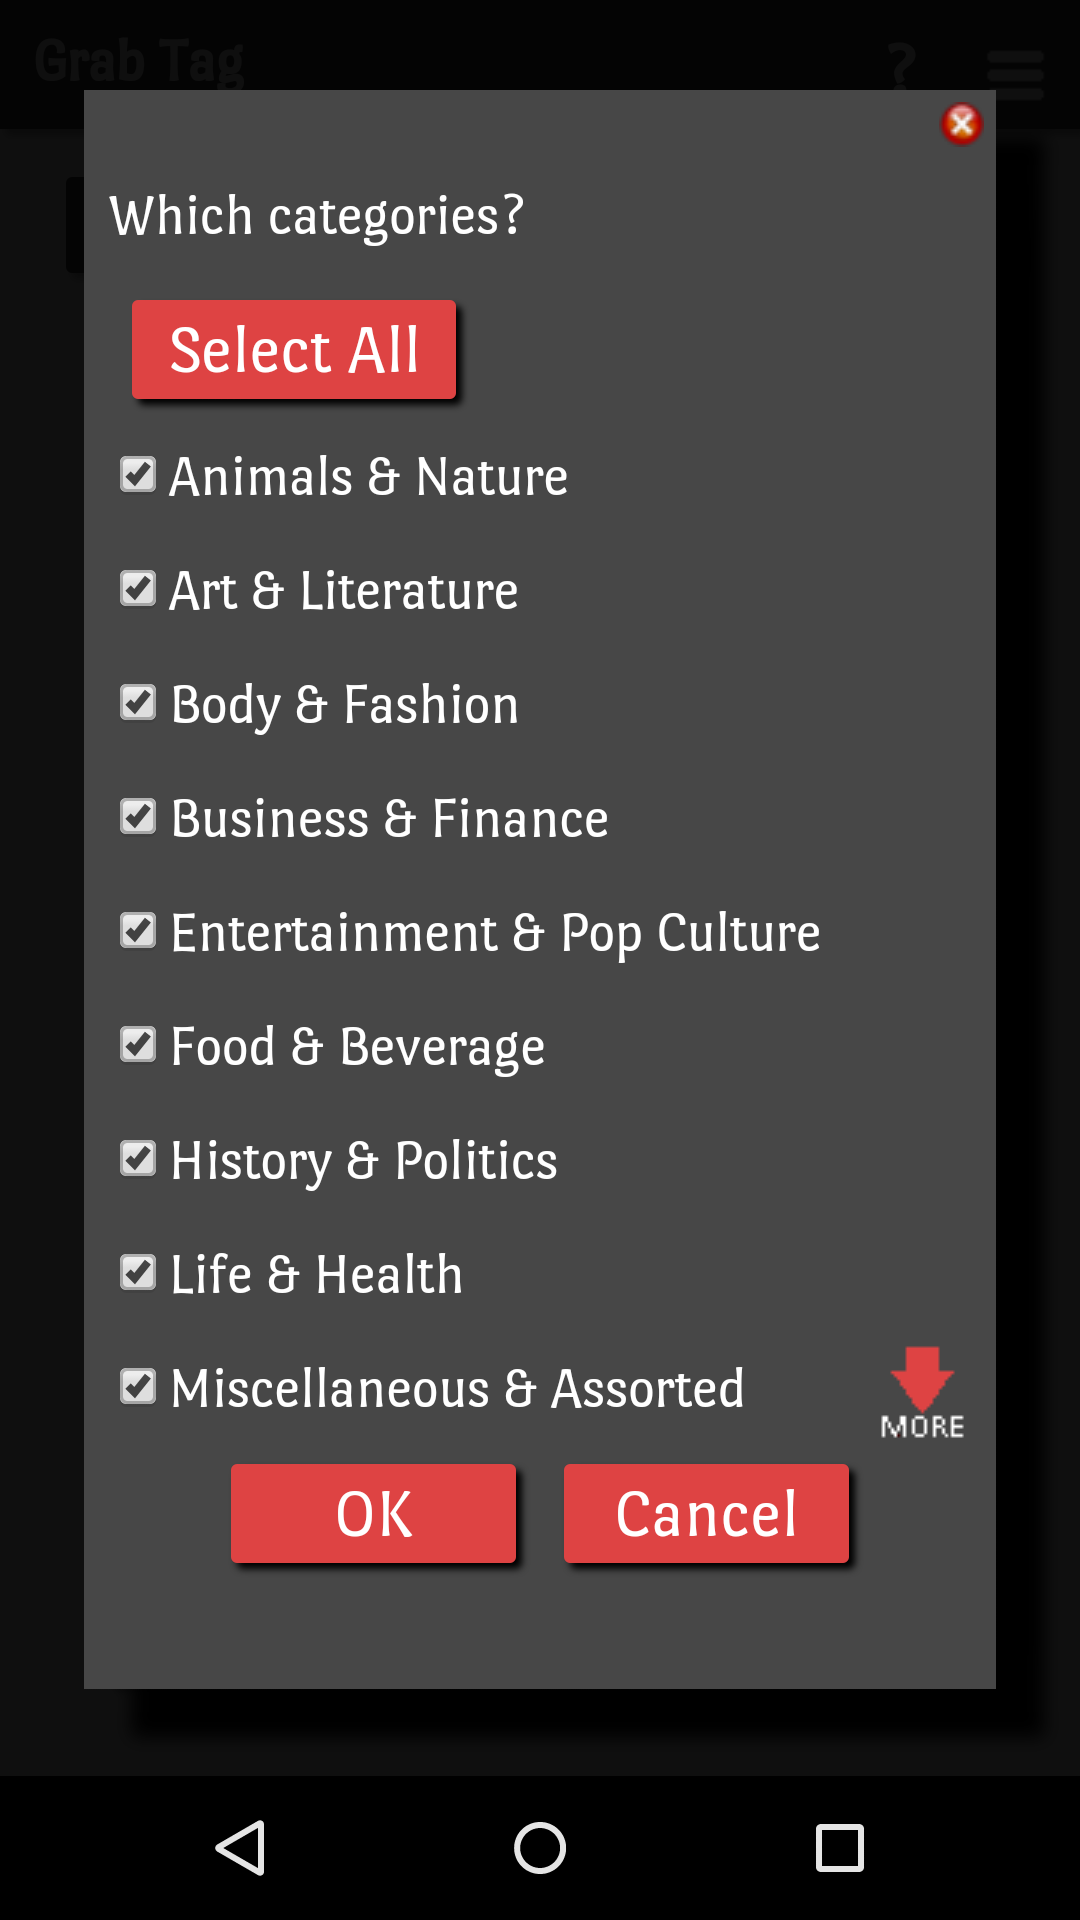 Grab Tag ?
Which categories?
Select All
Animals & Nature
Art & Literature
Body & Fashion
Business & Finance
Entertainment & Pop Culture
Food & Beverage
History & Politics
Life & Health
Miscellaneous & Assorted
MORE
OK Cancel